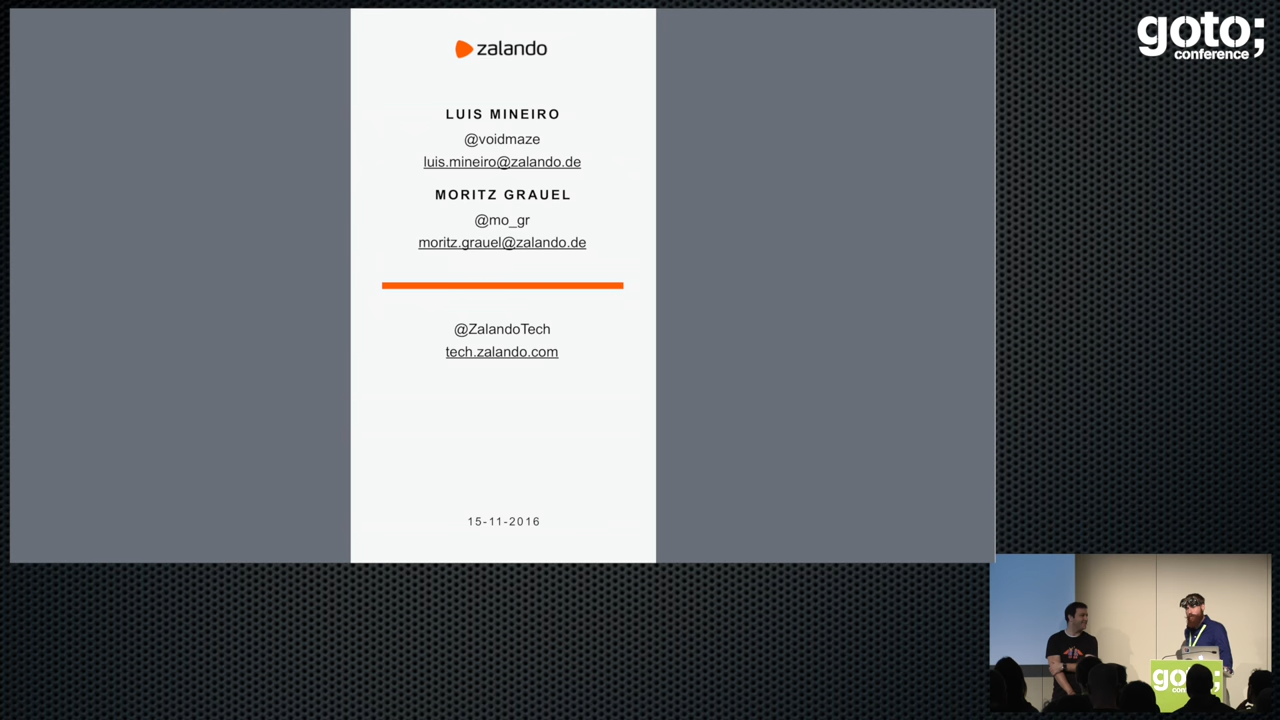 zalando
LUIS MINEIRO
@voidmaze
luis.mineiro@zalando.de
MORITZ GRAUEL
@mo_gr
moritz.grauel@zalando.de
@ZalandoTech
tech.zalando.com
15-11-2016
goto;
conference
goto;